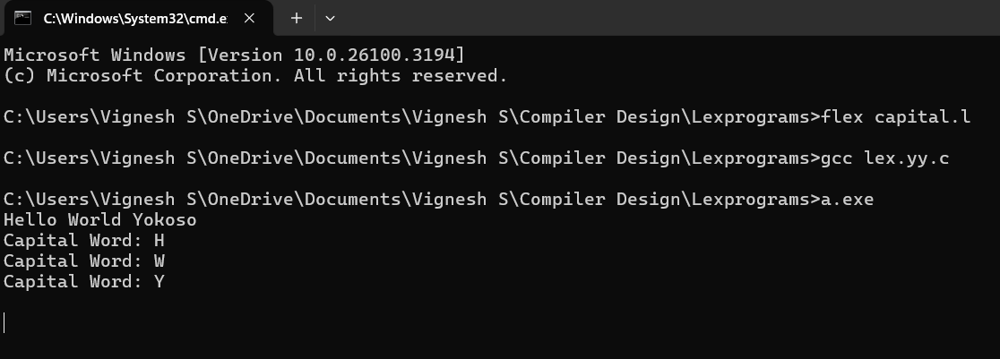 C:\Windows\System32\cmd.e
Microsoft Windows [Version 10.0.26100.3194]
(c) Microsoft Corporation. All rights reserved.
C:\Users\Vignesh S\OneDrive\Documents\Vignesh S\Compiler Design\Lexprograms>flex capital.l
C:\Users\Vignesh S\OneDrive\Documents\Vignesh S\Compiler Design\Lexprograms>gcc lex.yy.c
C:\Users\Vignesh S\OneDrive\Documents\Vignesh S\Compiler Design\Lexprograms>a.exe
Hello World Yokoso
Capital Word: H
Capital Word: W
Capital Word: Y